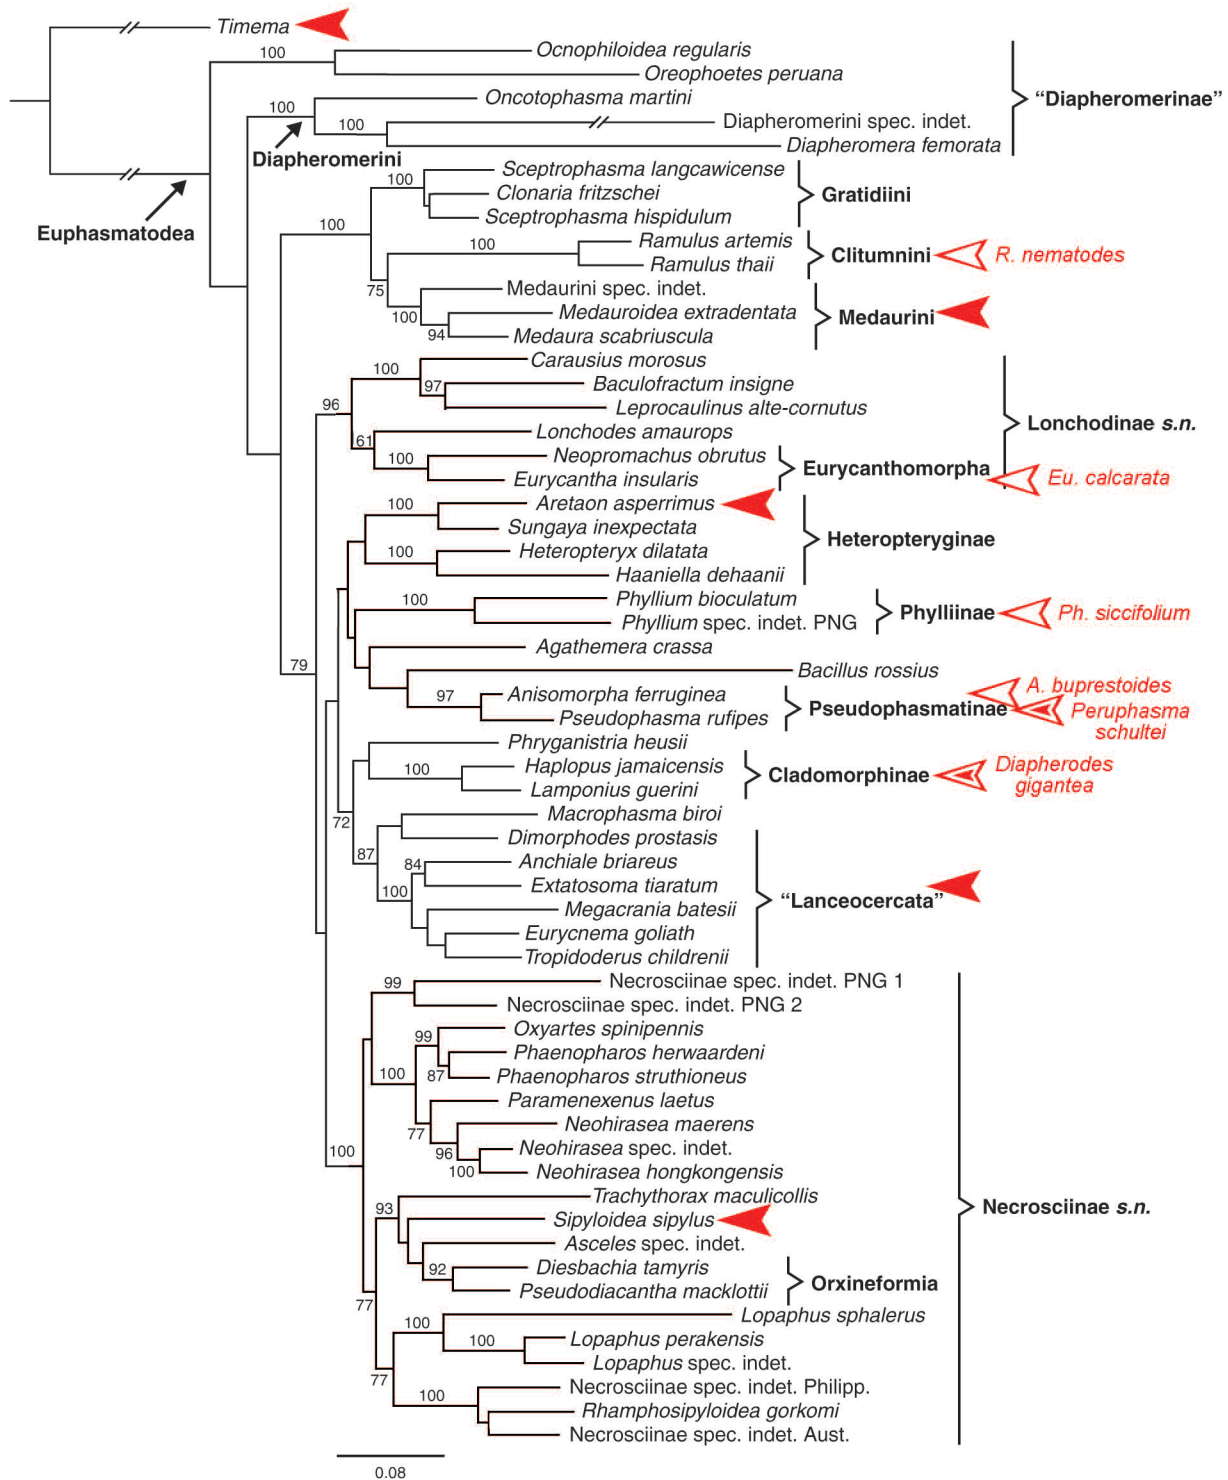 Timema
100
Ocnophiloidea regularis
Oreophoetes peruana
“Diapheromerinae”
100
Oncotophasma martini
100
Diapheromerini spec. indet.
Diapheromera femorata
Diapheromerini
Euphasmatodea
100
Sceptrophasma langcawicense
Clonaria fritzschei
Sceptrophasma hispidulum
Gratidiini
100
100
Ramulus artemis
Ramulus thaii
Clitumnini
R. nematodes
75
Medaurini spec. indet.
100
Medauroidea extradentata
94
Medaura scabriuscula
Medaurini
Carausius morosus
100
97
Baculofractum insigne
Leprocaulinus alte-cornutus
96
Lonchodinae s.n.
61
Lonchodes amaurops
100
Neopromachus obrutus
Eurycantha insularis
Eurycanthomorpha
Eu. calcarata
100
Aretaon asperrimus
Sungaya inexpectata
Heteropteryginae
100
Heteropteryx dilatata
Haaniella dehaanii
100
Phyllium bioculatum
Phyllium spec. indet. PNG
Phylliinae
Ph. siccifolium
Agathemera crassa
79
Bacillus rossius
97
Anisomorpha ferruginea
Pseudophasma rufipes
Pseudophasmatinae
A. buprestoides
Peruphasma
schultei
Phryganistria heusii
100
Haplopus jamaicensis
Lamponius guerini
Cladomorphinae
Diapherodes
gigantea
72
Macrophasma biroi
Dimorphodes prostasis
87
84
Anchiale briareus
Extatosoma tiaratum
100
“Lanceocercata”
Megacrania batesii
Eurycnema goliath
Tropidoderus childrenii
99
Necrosciinae spec. indet. PNG 1
Necrosciinae spec. indet. PNG 2
99
Oxyartes spinipennis
Phaenopharos herwaardeni
87
Phaenopharos struthioneus
100
Paramenexenus laetus
77
Neohirasea maerens
96
Neohirasea spec. indet.
100
Neohirasea hongkongensis
100
Trachythorax maculicollis
93
Sipyloidea sipylus
Necrosciinae s.n.
Asceles spec. indet.
92
Diesbachia tamyris
Pseudodiacantha macklottii
Orxineformia
77
Lopaphus sphalerus
100
100
Lopaphus perakensis
Lopaphus spec. indet.
77
100
Necrosciinae spec. indet. Philipp.
Rhamphosipyloidea gorkomi
Necrosciinae spec. indet. Aust.
0.08